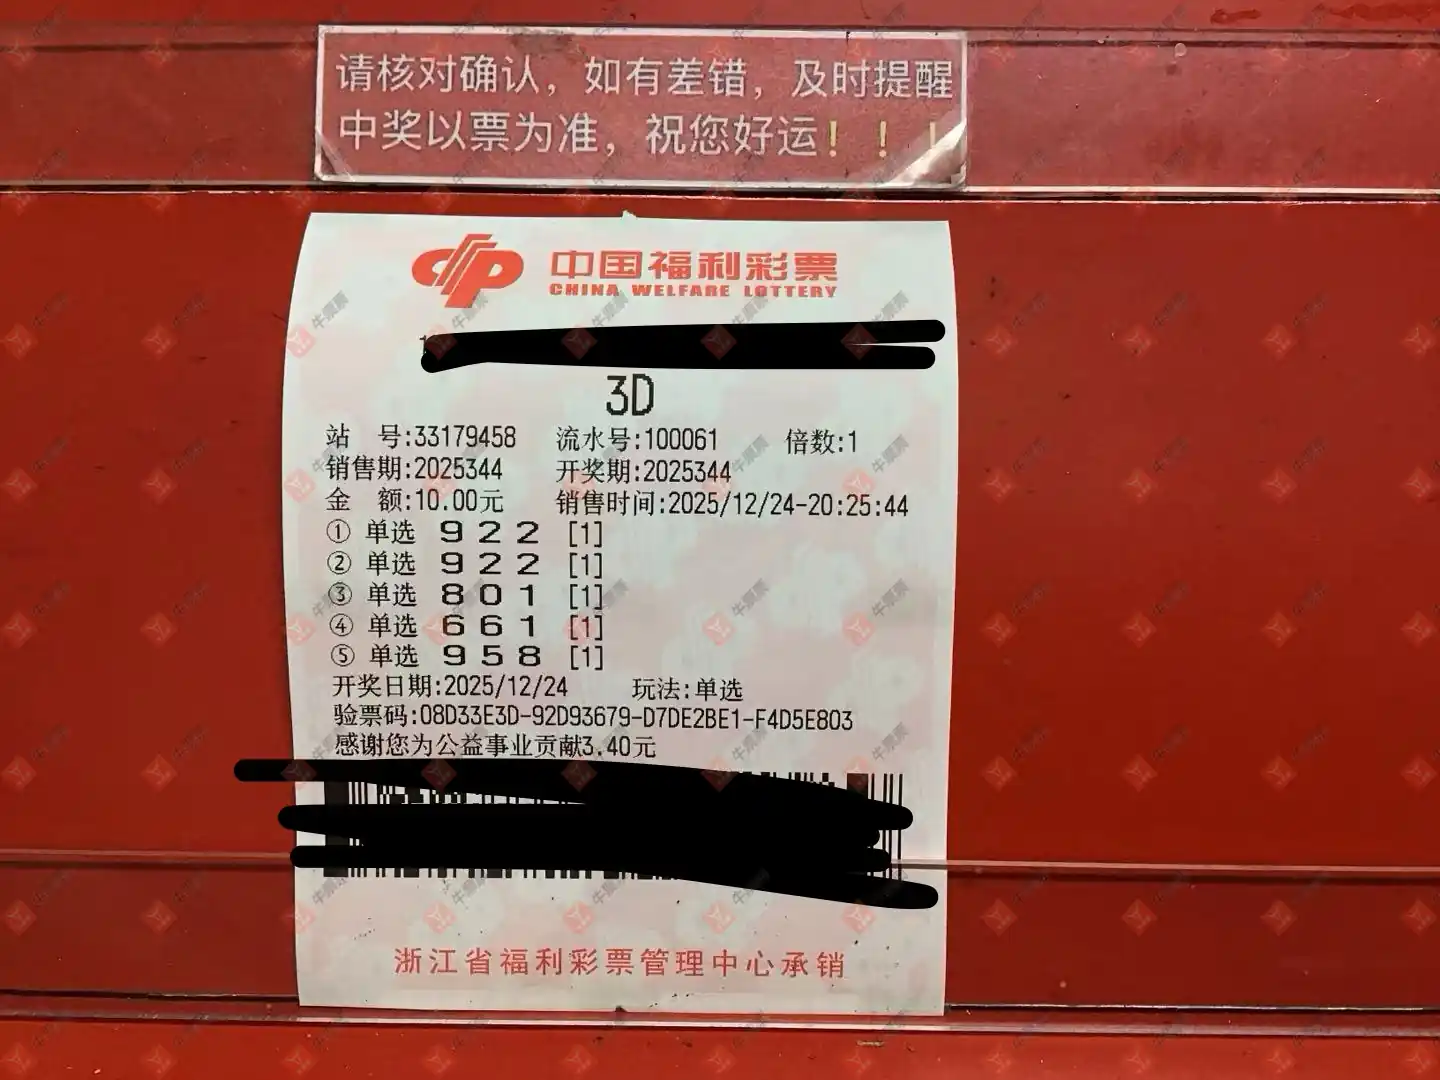 请核对确认，如有差错，及时提醒
中奖以票为准，祝您好运！！！
中国福利彩票
CHINA WELFARE LOTTERY
3D
站 号:33179458 流水号:100061 倍数:1
销售期:2025344 开奖期:2025344
金 额:10.00元 销售时间:2025/12/24-20:25:44
① 单选 9 2 2 [1]
② 单选 9 2 2 [1]
③ 单选 8 0 1 [1]
④ 单选 6 6 1 [1]
⑤ 单选 9 5 8 [1]
开奖日期:2025/12/24 玩法:单选
验票码:08D33E3D-92D93679-D7DE2BE1-F4D5E803
感谢您为公益事业贡献3.40元
浙江省福利彩票管理中心承销